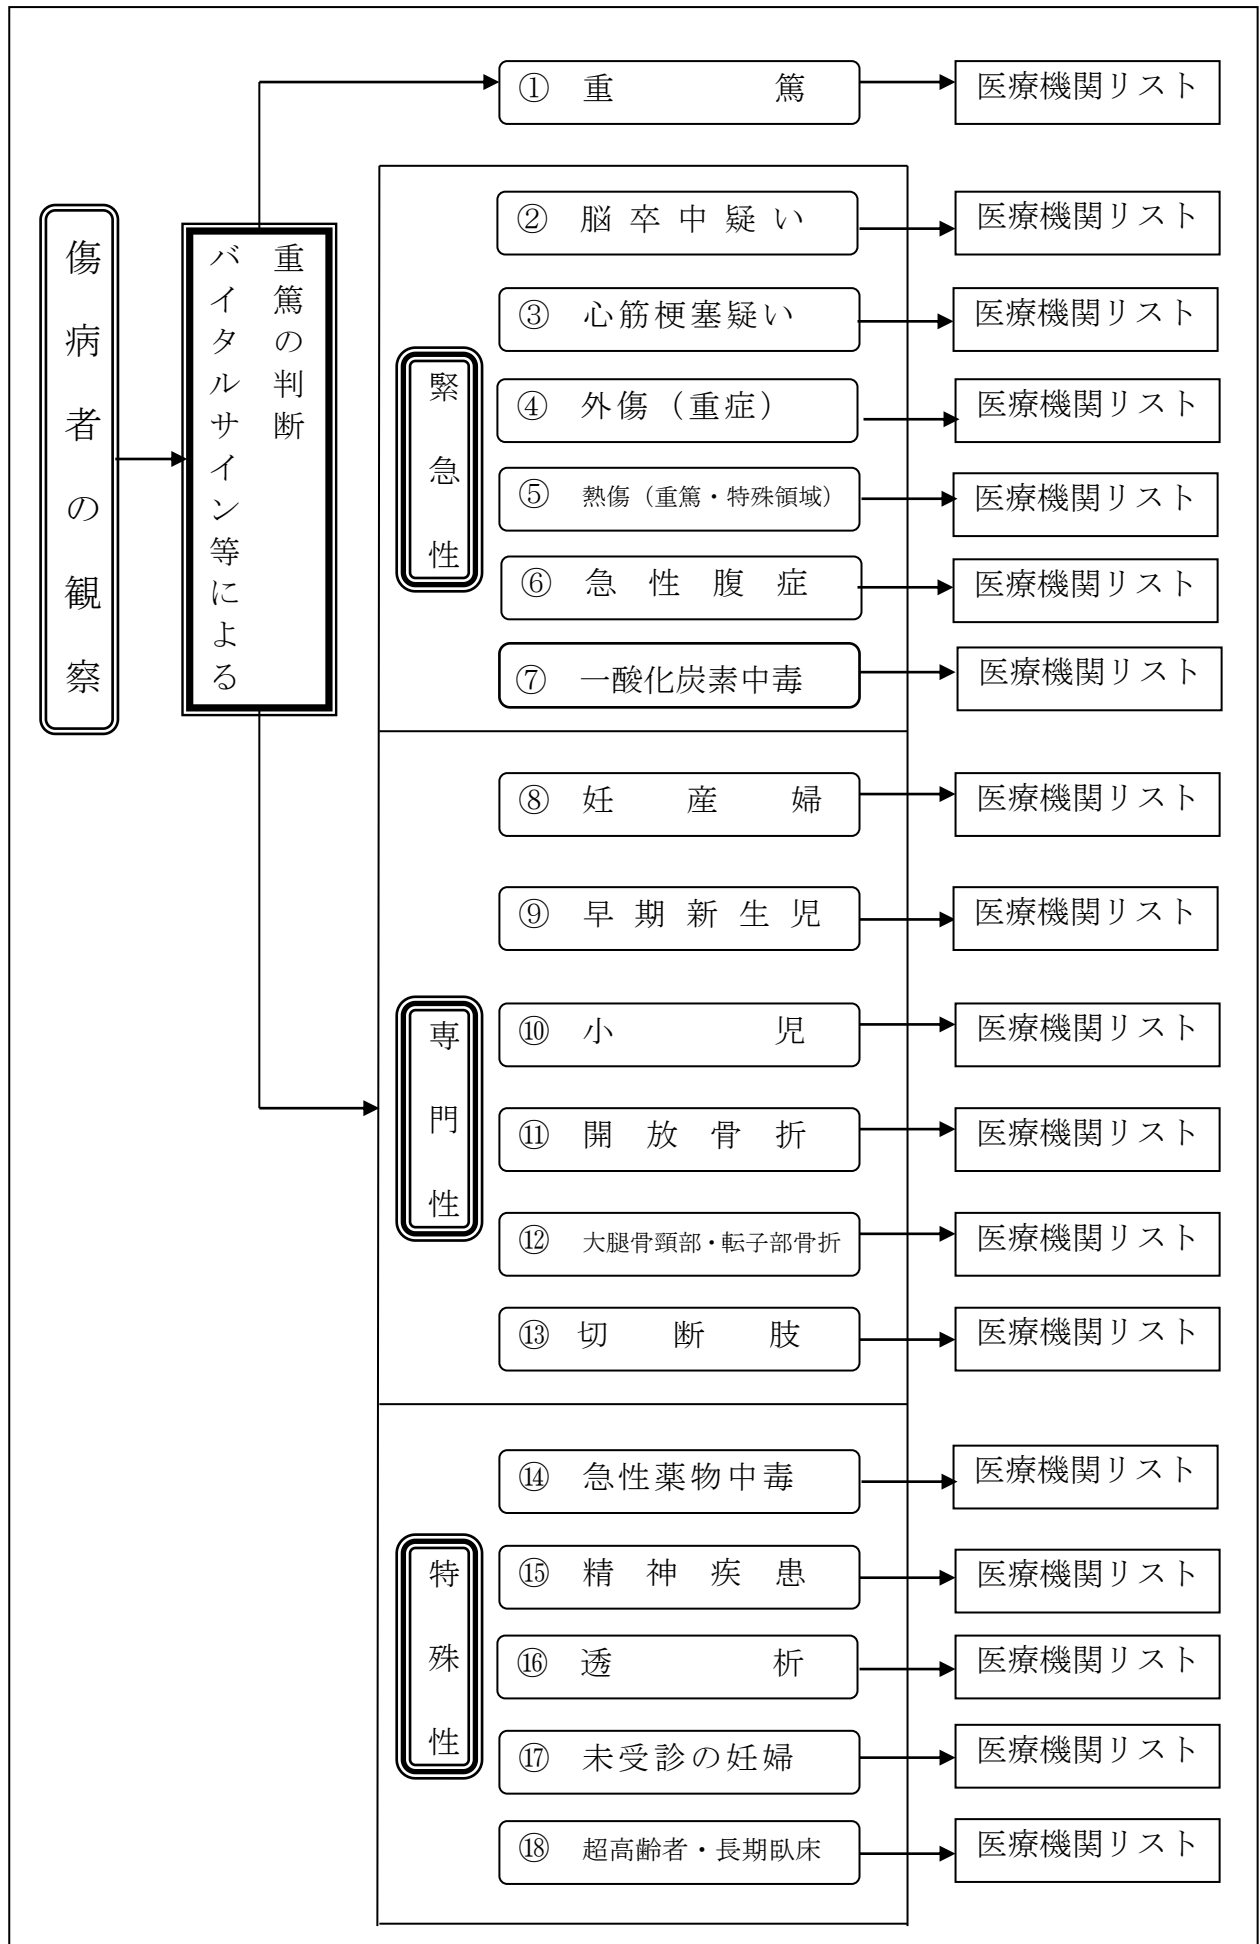 傷病者の観察
重篤の判断
バイタルサイン等による
① 重篤
医療機関リスト
緊急性
② 脳卒中疑い
医療機関リスト
③ 心筋梗塞疑い
医療機関リスト
④ 外傷（重症）
医療機関リスト
⑤ 熱傷（重篤・特殊領域）
医療機関リスト
⑥ 急性腹症
医療機関リスト
⑦ 一酸化炭素中毒
医療機関リスト
専門性
⑧ 妊産婦
医療機関リスト
⑨ 早期新生児
医療機関リスト
⑩ 小児
医療機関リスト
⑪ 開放骨折
医療機関リスト
⑫ 大腿骨頸部・転子部骨折
医療機関リスト
⑬ 切断肢
医療機関リスト
特殊性
⑭ 急性薬物中毒
医療機関リスト
⑮ 精神疾患
医療機関リスト
⑯ 透析
医療機関リスト
⑰ 未受診の妊婦
医療機関リスト
⑱ 超高齢者・長期臥床
医療機関リスト